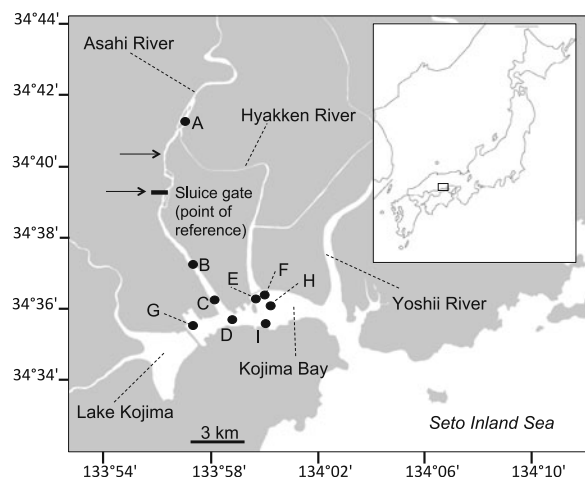 34°44'
Asahi River
34°42'
A
Hyakken River
34°40'
Sluice gate
(point of
reference)
34°38'
B
E
F
H
C
Yoshii River
34°36'
G
D
I
Kojima Bay
34°34'
Lake Kojima
Seto Inland Sea
3 km
133°54' 133°58' 134°02' 134°06' 134°10'